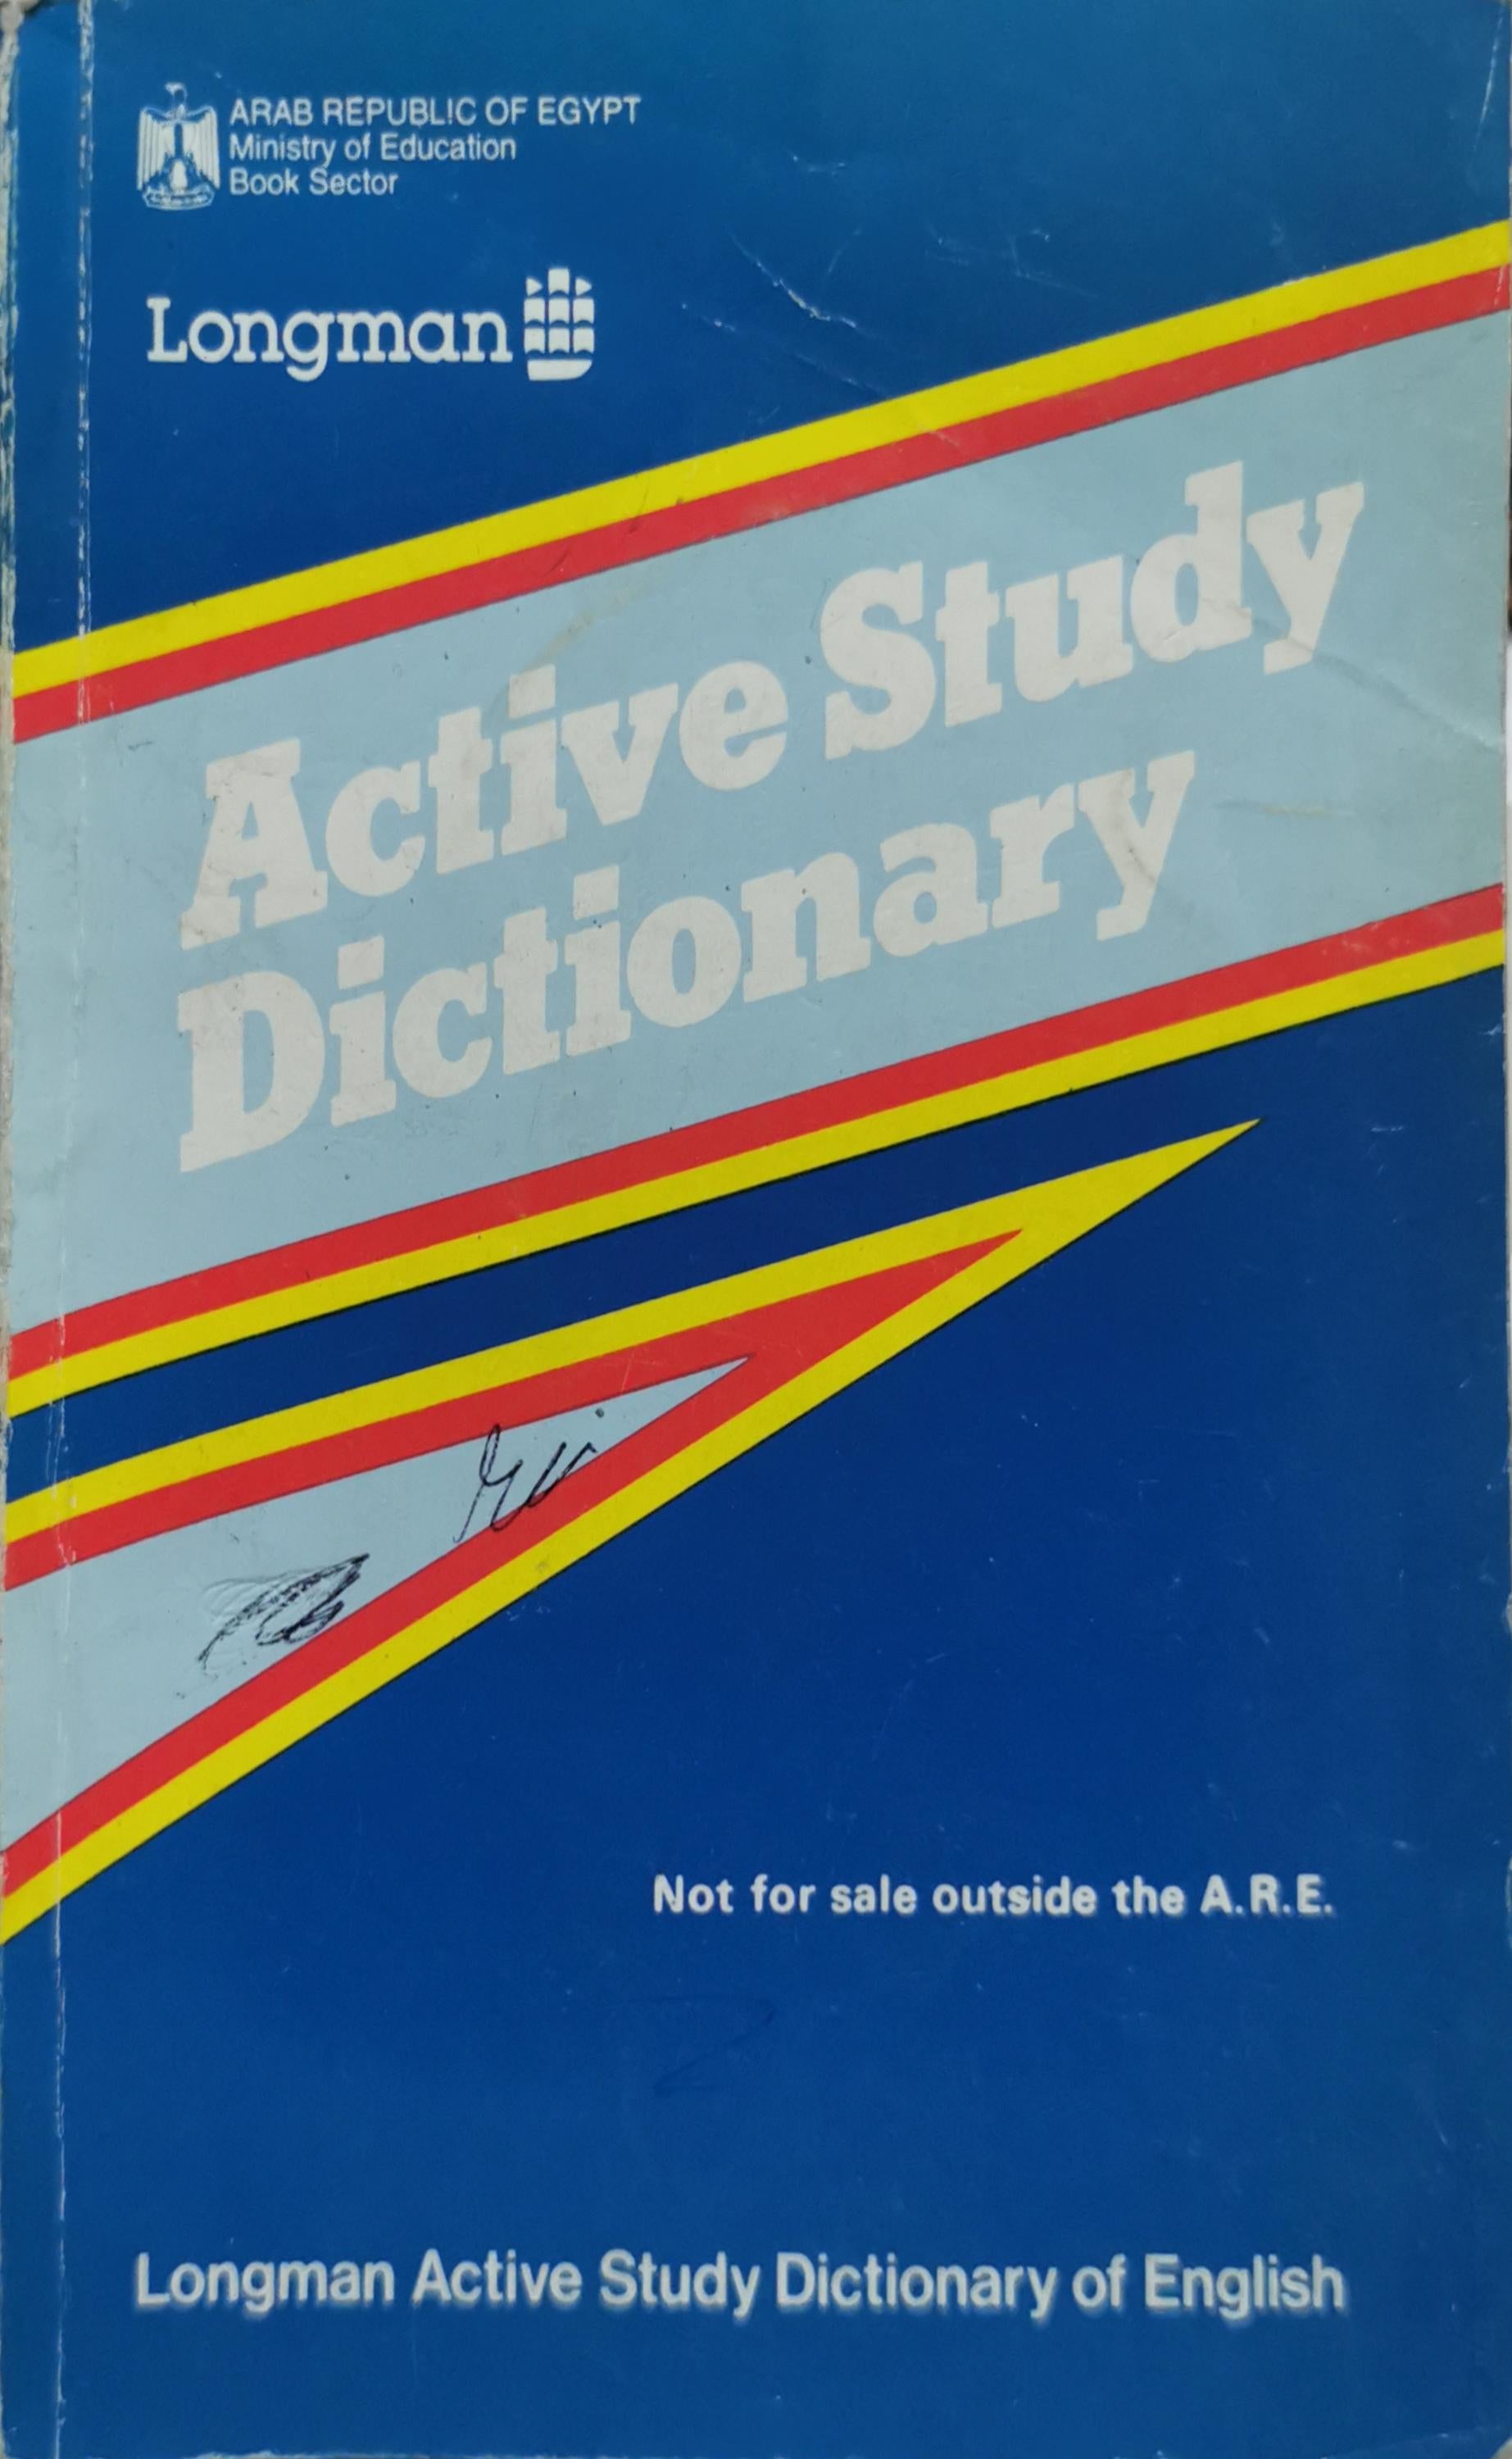 ARAB REPUBLIC OF EGYPT
Ministry of Education
Book Sector
Longman
Active Study
Dictionary
Not for sale outside the A.R.E.
Longman Active Study Dictionary of English